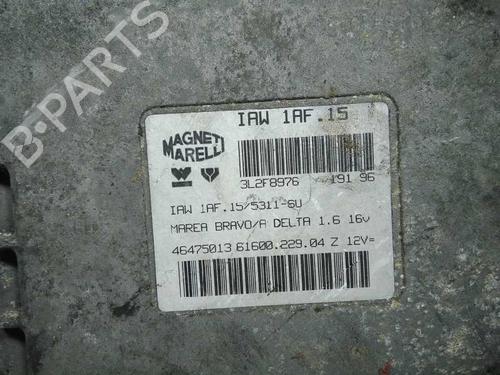 B-PARTS
IAW 1AF.15
MAGNETI
MARELLI
3L2F8976 191 96
IAW 1AF.15/5311-6U
MAREA BRAVO/A DELTA 1.6 16v
46475013 61600.229.04 Z 12V=